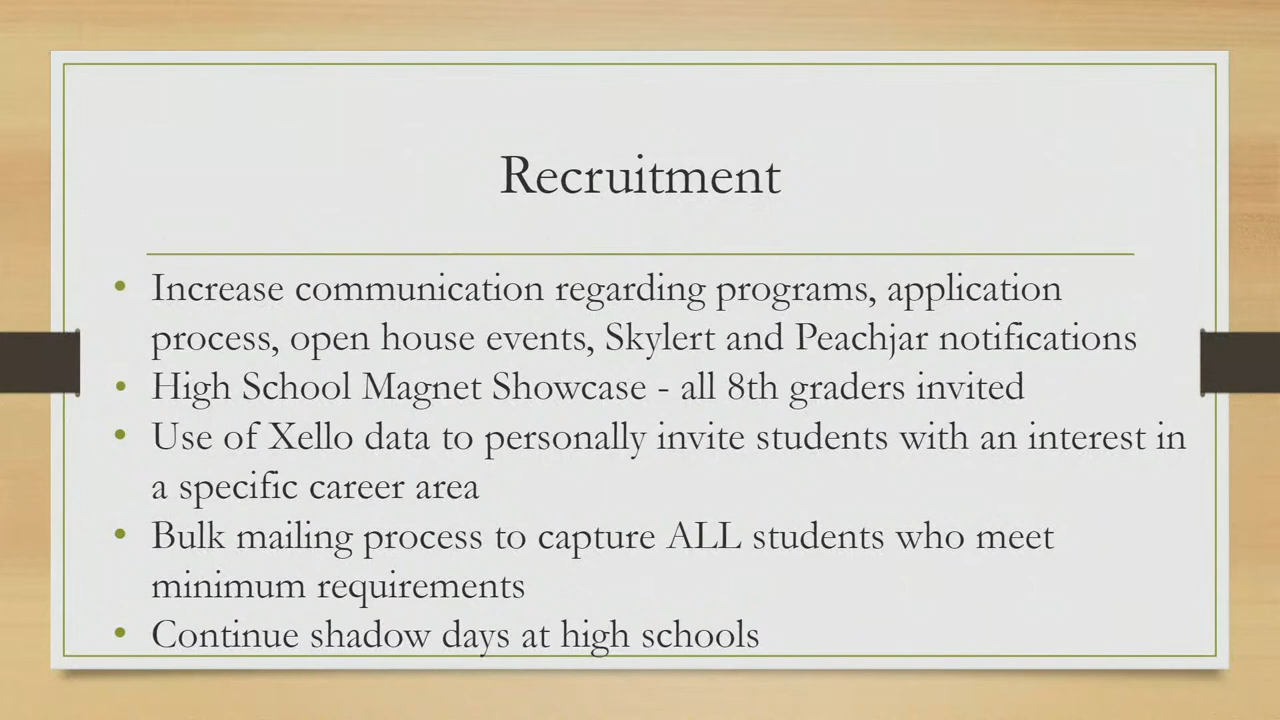 Recruitment
• Increase communication regarding programs, application
process, open house events, Skylert and Peachjar notifications
• High School Magnet Showcase - all 8th graders invited
• Use of Xello data to personally invite students with an interest in
a specific career area
• Bulk mailing process to capture ALL students who meet
minimum requirements
• Continue shadow days at high schools